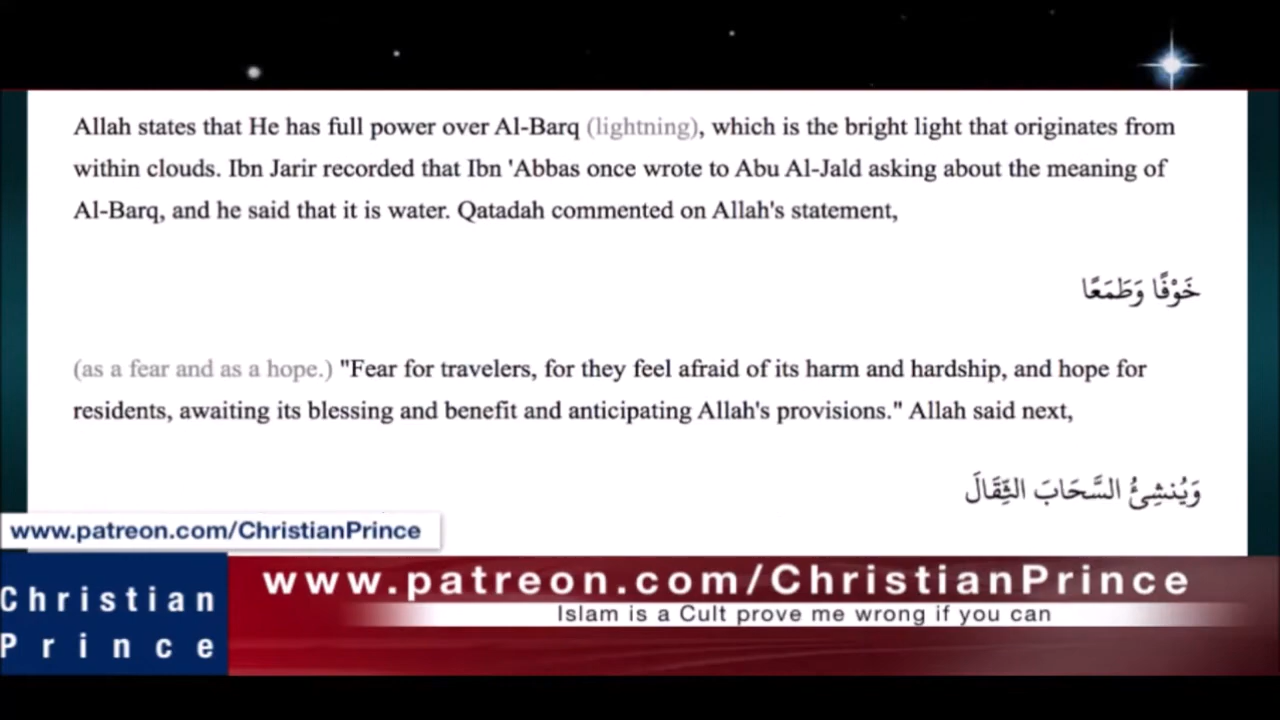 Allah states that He has full power over Al-Barq (lightning), which is the bright light that originates from
within clouds. Ibn Jarir recorded that Ibn 'Abbas once wrote to Abu Al-Jald asking about the meaning of
Al-Barq, and he said that it is water. Qatadah commented on Allah's statement,
خَوْفًا وَطَمَعًا
(as a fear and as a hope.) "Fear for travelers, for they feel afraid of its harm and hardship, and hope for
residents, awaiting its blessing and benefit and anticipating Allah's provisions." Allah said next,
وَيُنشِئُ السَّحَابَ الثِّقَالَ
www.patreon.com/ChristianPrince
Christian
Prince
www.patreon.com/ChristianPrince
Islam is a Cult prove me wrong if you can